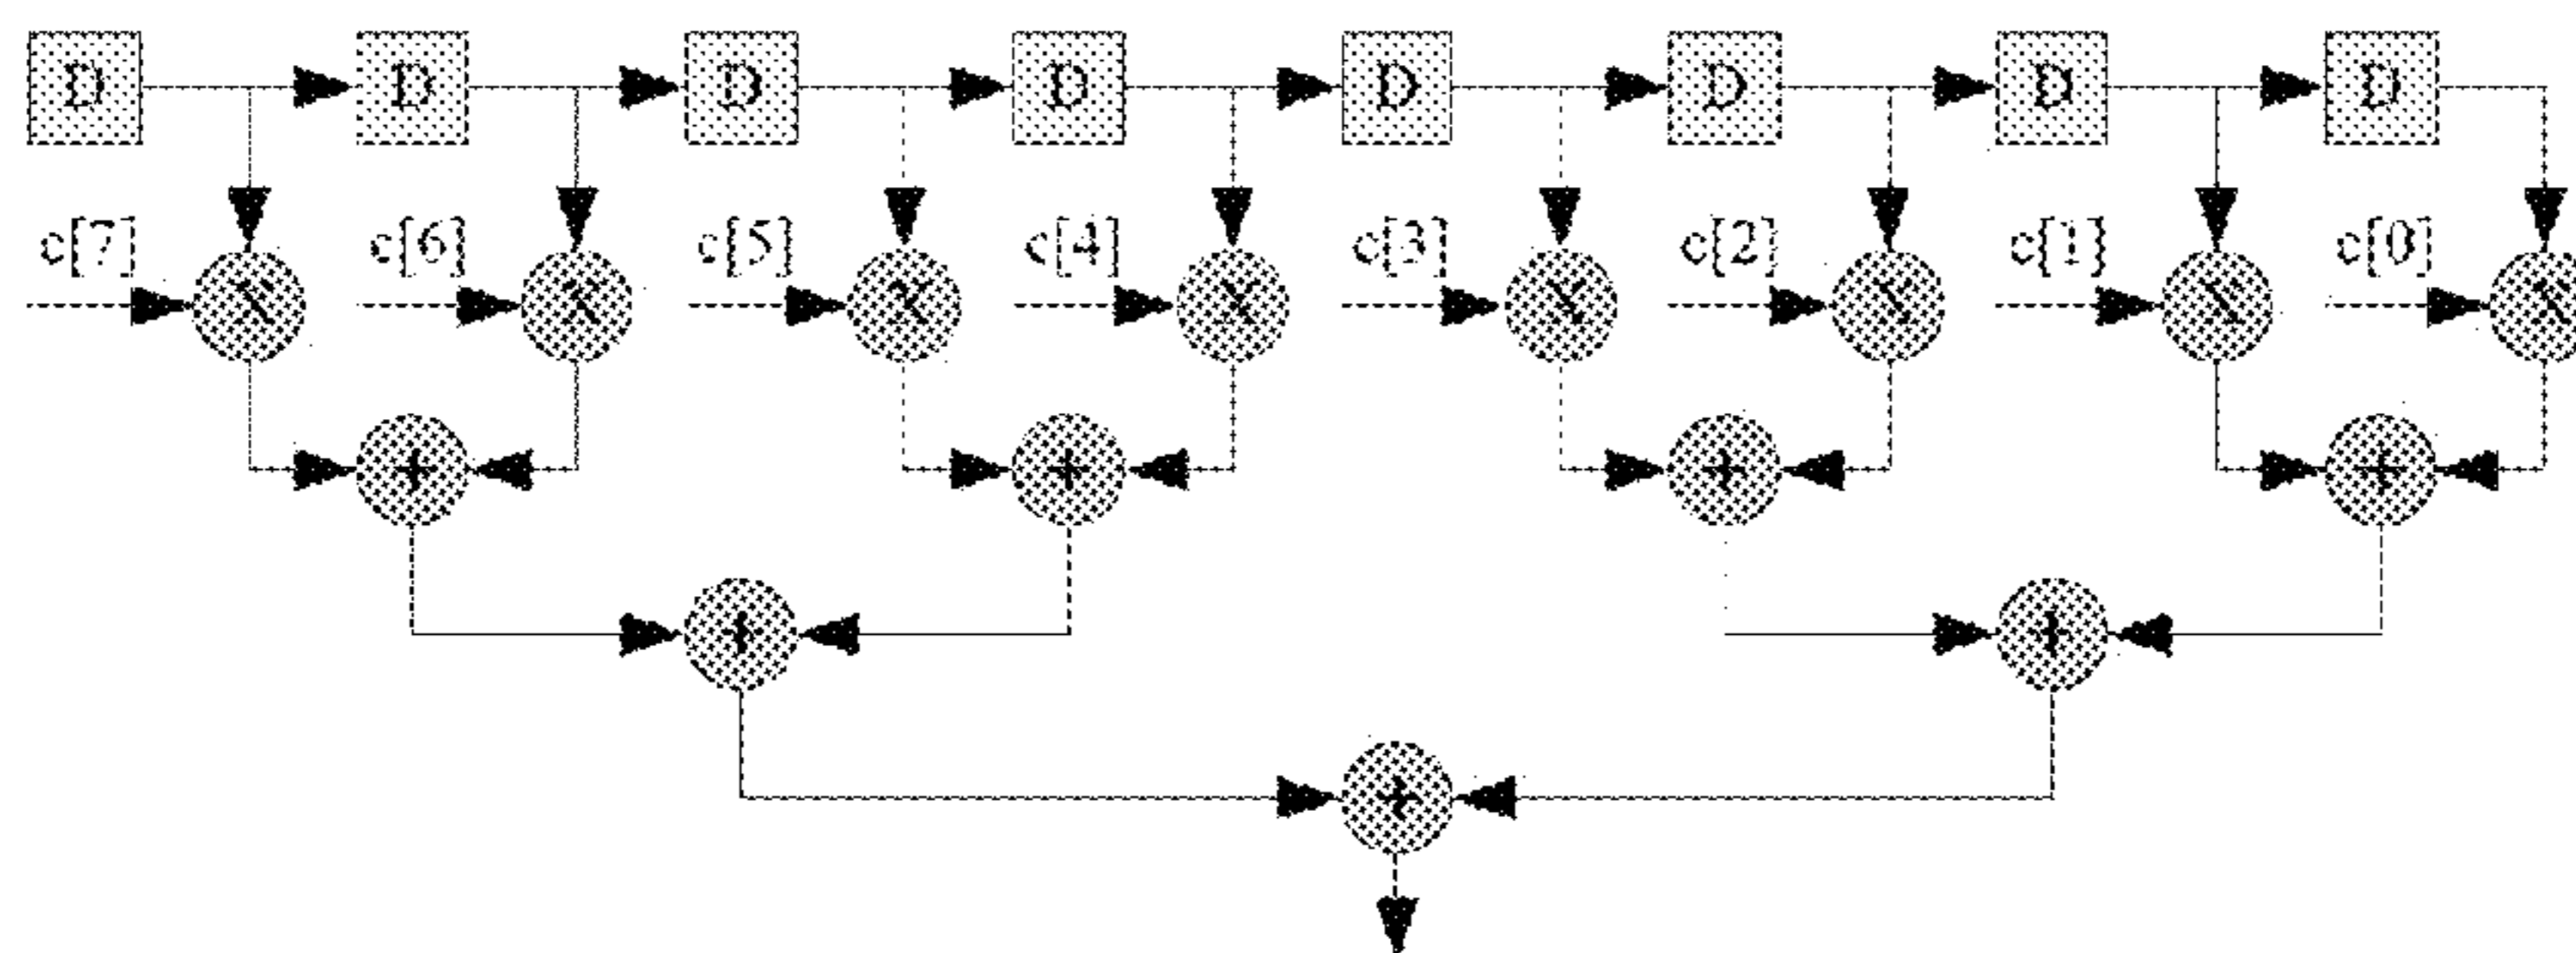 D D D D D D D D
c[7] c[6] c[5] c[4] c[3] c[2] c[1] c[0]
X X X X X X X X
+ + + +
+ +
+